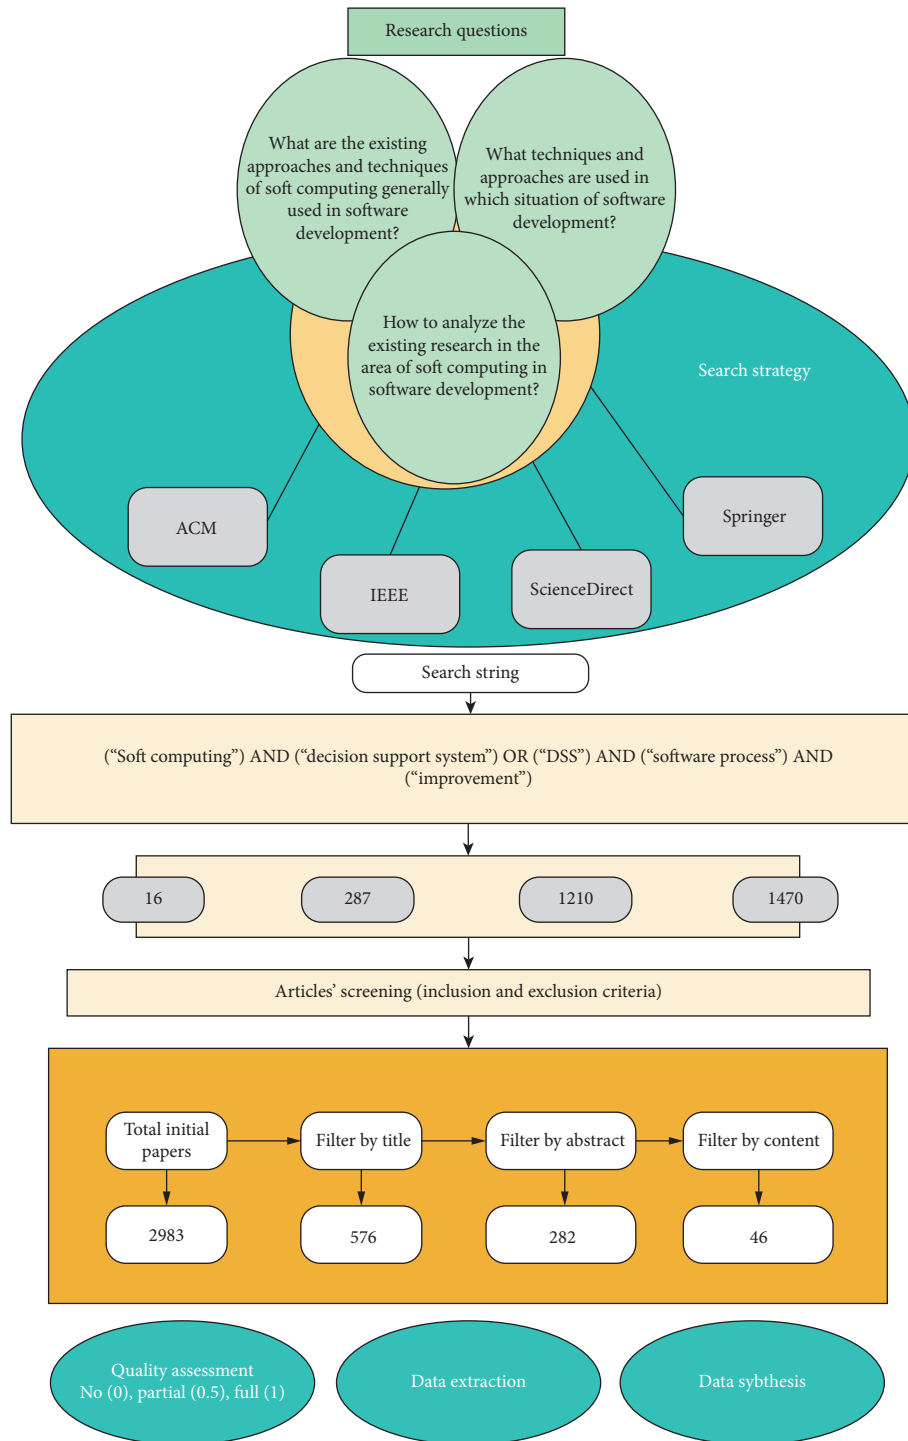 Research questions
What are the existing
approaches and techniques
of soft computing generally
used in software
development?
What techniques and
approaches are used in
which situation of software
development?
How to analyze the
existing research in the
area of soft computing in
software development?
Search strategy
ACM
IEEE
ScienceDirect
Springer
Search string
(“Soft computing”) AND (“decision support system”) OR (“DSS”) AND (“software process”) AND
(“improvement”)
16
287
1210
1470
Articles’ screening (inclusion and exclusion criteria)
Total initial
papers
Filter by title
Filter by abstract
Filter by content
2983
576
282
46
Quality assessment
No (0), partial (0.5), full (1)
Data extraction
Data sybthesis